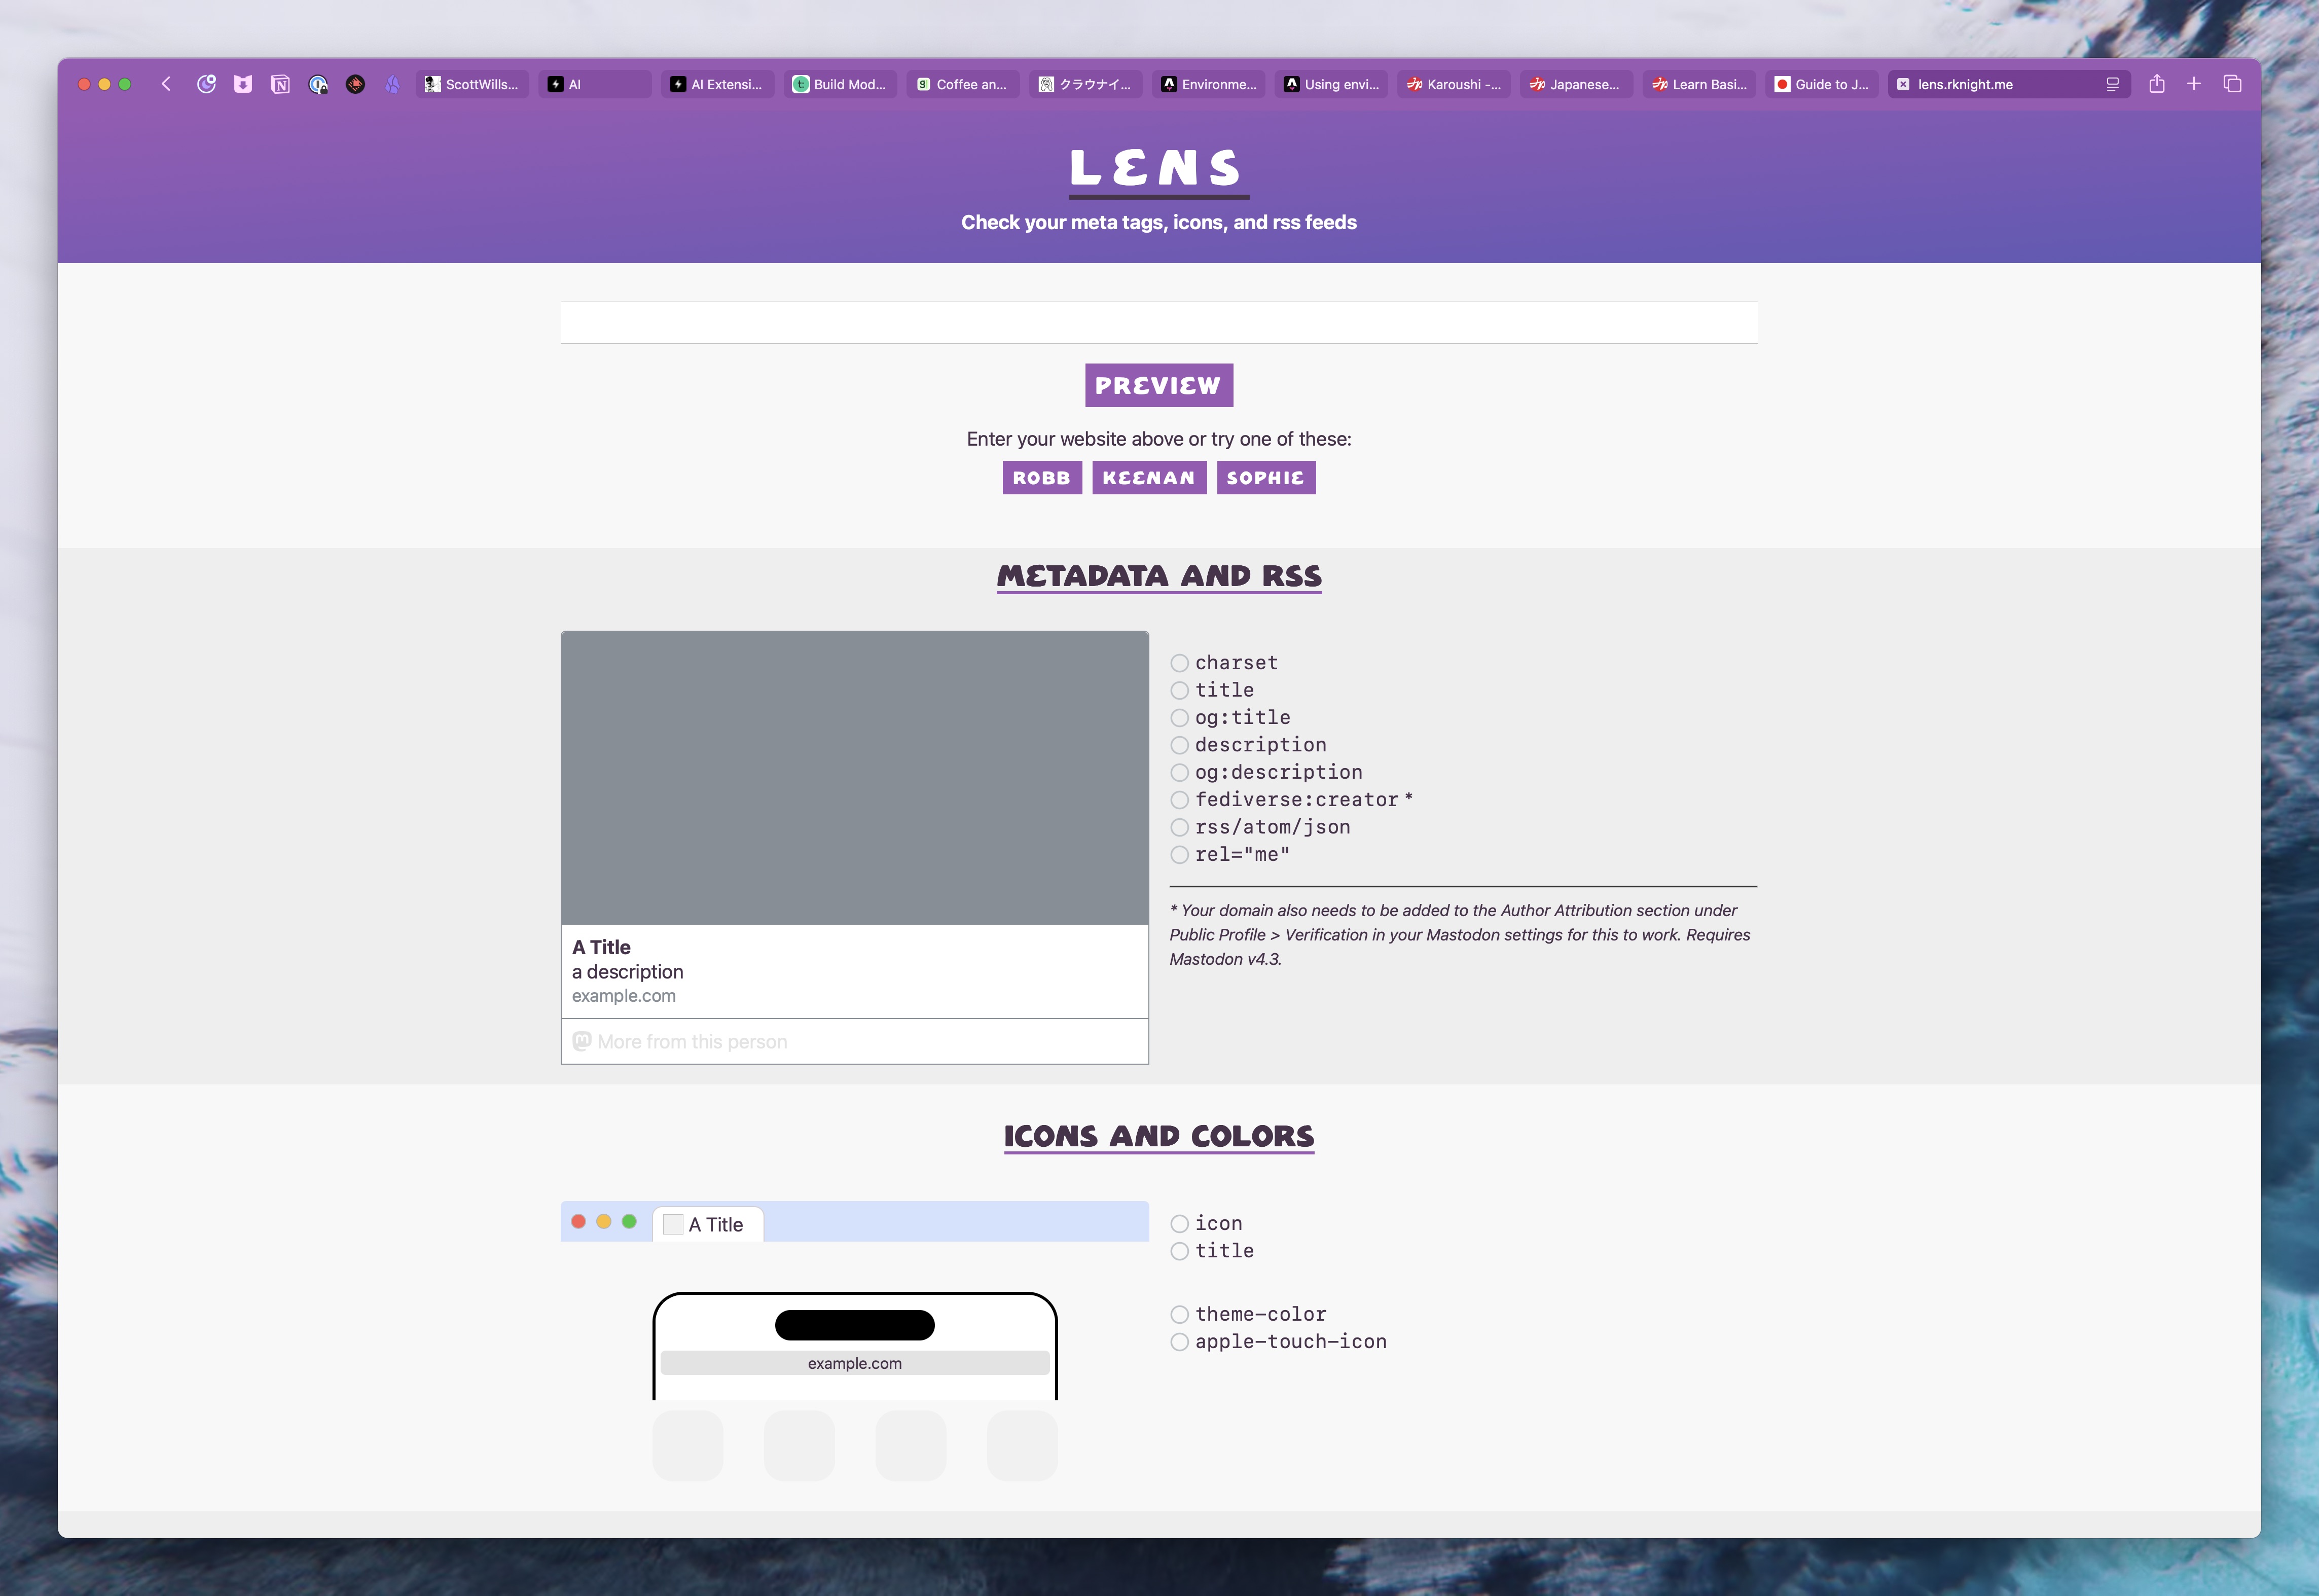 ScottWills...
AI
AI Extensi...
Build Mod...
Coffee an...
クラウナイ...
Environme...
Using envi...
Karoushi -...
Japanese...
Learn Basi...
Guide to J...
lens.rknight.me
LENS
Check your meta tags, icons, and rss feeds
PREVIEW
Enter your website above or try one of these:
ROBB KEENAN SOPHIE
METADATA AND RSS
charset
title
og:title
description
og:description
fediverse:creator *
rss/atom/json
rel="me"
* Your domain also needs to be added to the Author Attribution section under
Public Profile > Verification in your Mastodon settings for this to work. Requires
Mastodon v4.3.
A Title
a description
example.com
More from this person
ICONS AND COLORS
A Title
icon
title
example.com
theme-color
apple-touch-icon